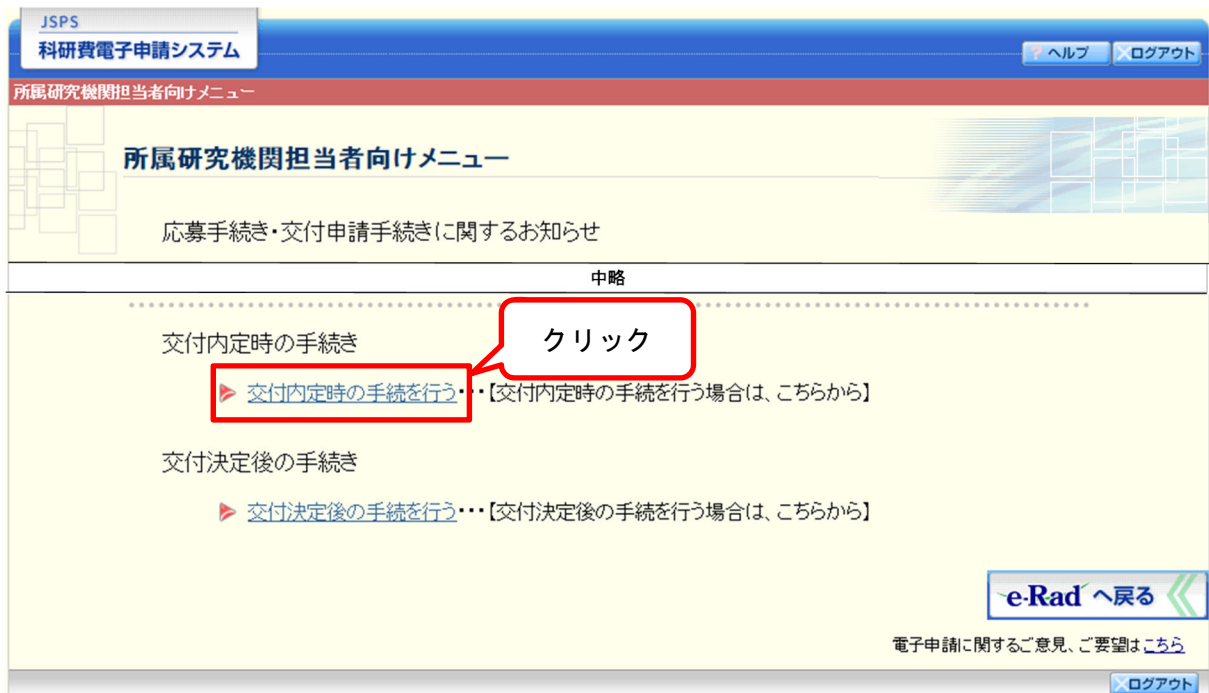 JSPS
科研費電子申請システム
? ヘルプ
×ログアウト
所属研究機関担当者向けメニュー
所属研究機関担当者向けメニュー
応募手続き・交付申請手続きに関するお知らせ
中略
クリック
交付内定時の手続き
交付内定時の手続を行う・・・【交付内定時の手続を行う場合は、こちらから】
交付決定後の手続き
交付決定後の手続を行う・・・【交付決定後の手続を行う場合は、こちらから】
e-Rad へ戻る
電子申請に関するご意見、ご要望はこちら
×ログアウト